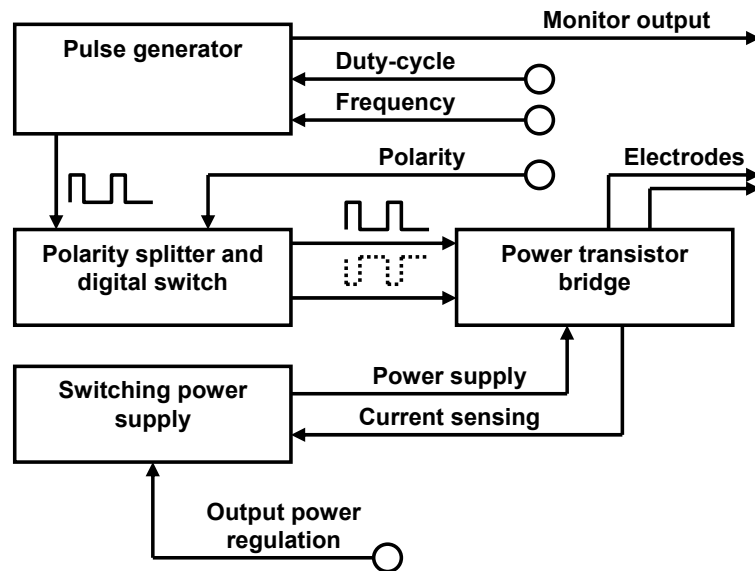 Monitor output
Pulse generator
Duty-cycle
Frequency
Polarity
Electrodes
Polarity splitter and
digital switch
Power transistor
bridge
Switching power
supply
Power supply
Current sensing
Output power
regulation